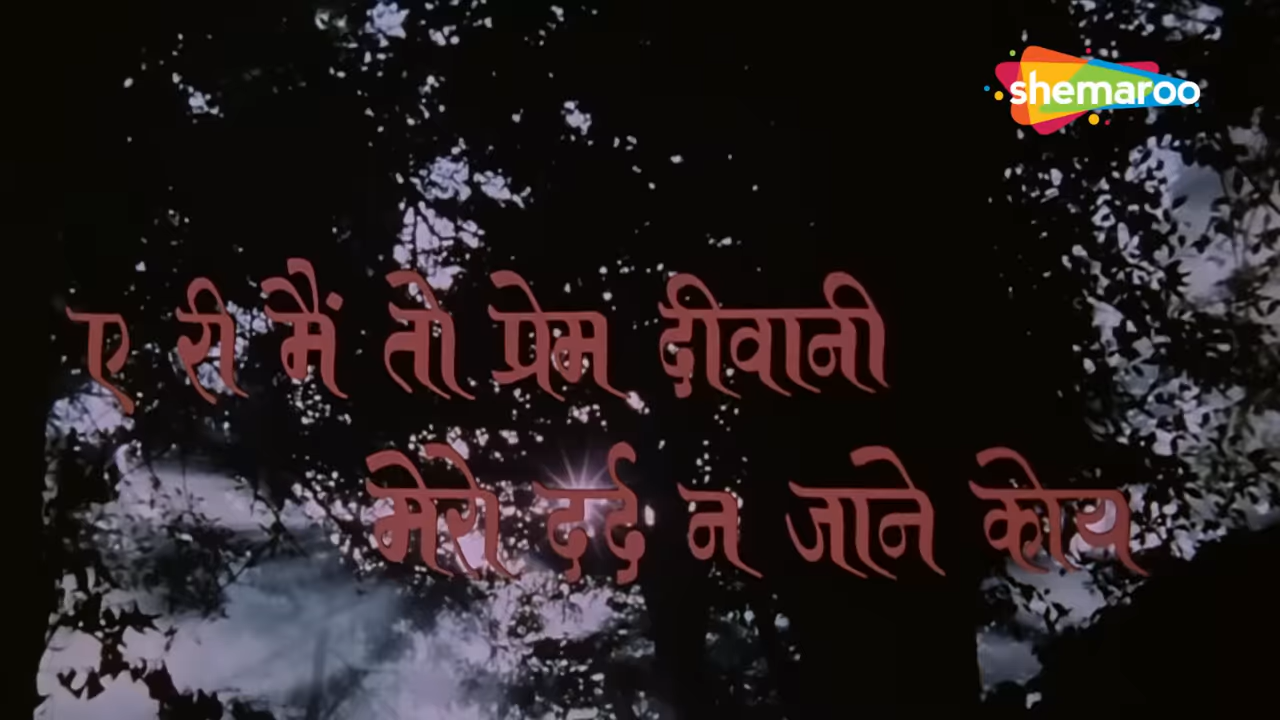 shemaroo
ए री मैं तो प्रेम दीवानी
मेरो दर्द न जाने कोय